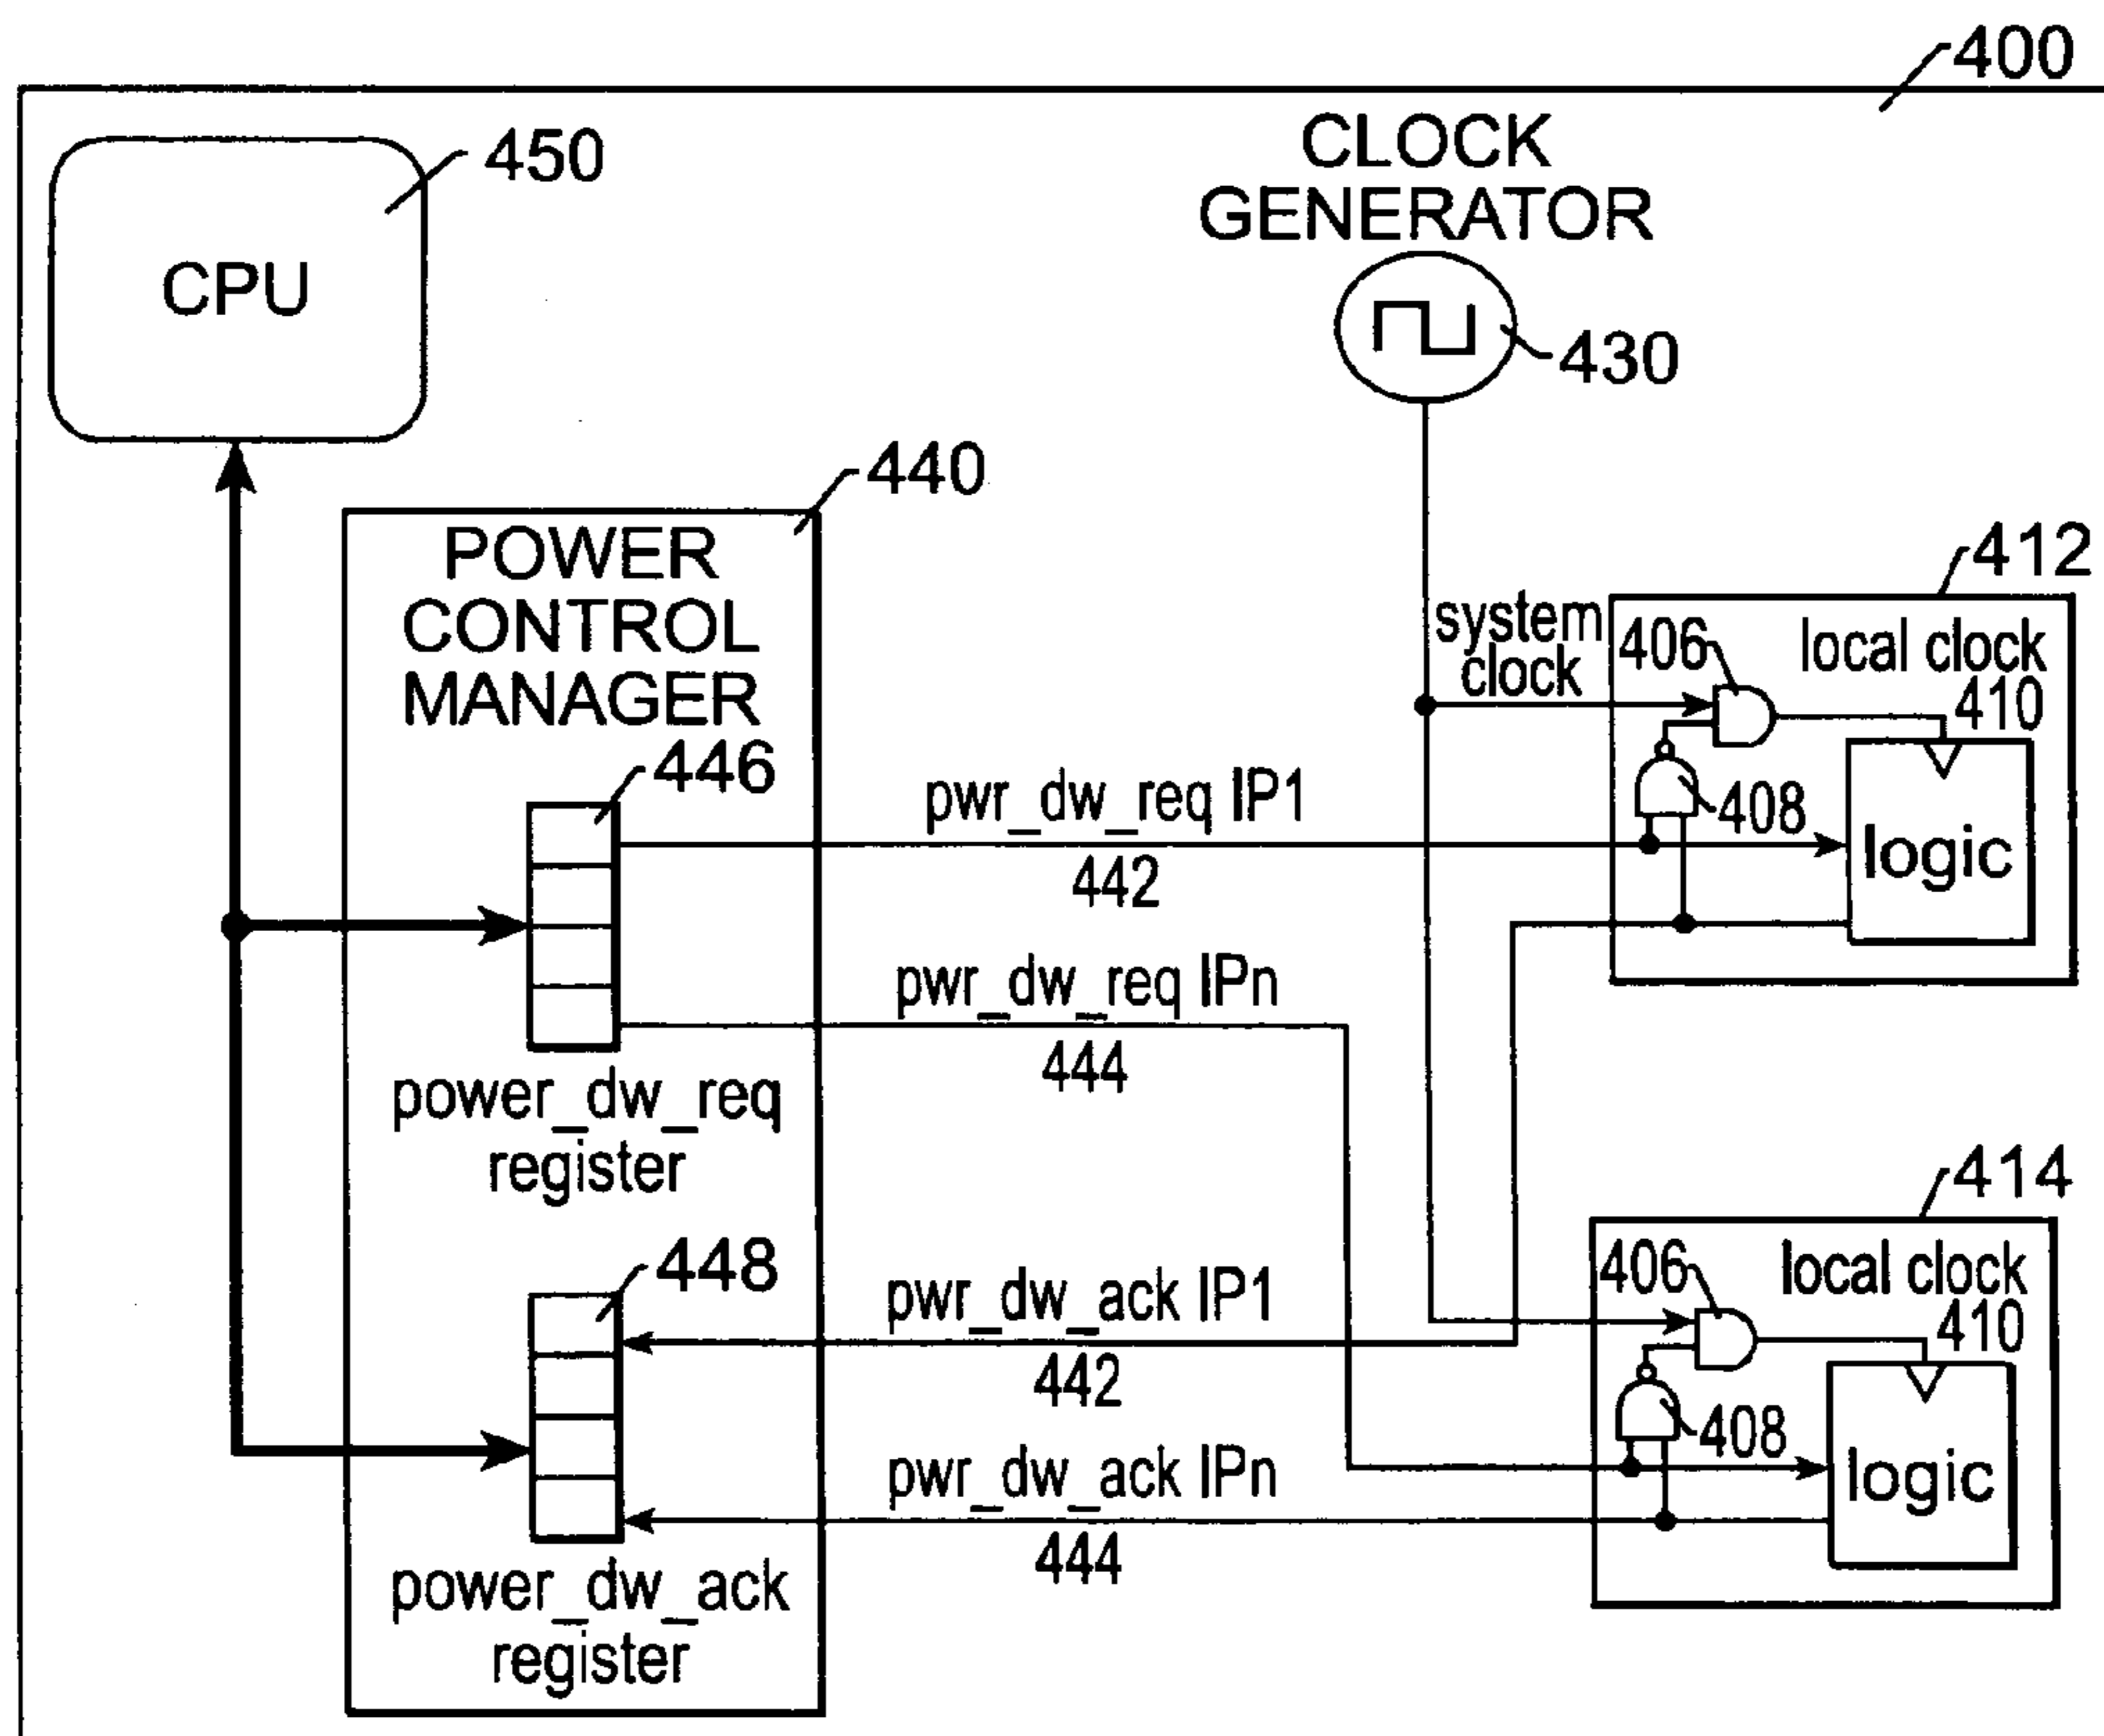 400
450
CPU
CLOCK
GENERATOR
430
440
POWER
CONTROL
MANAGER
446
pwr_dw_req IP1
442
pwr_dw_req IPn
444
power_dw_req
register
448
pwr_dw_ack IP1
442
pwr_dw_ack IPn
444
power_dw_ack
register
system
clock
412
406
local clock
410
408
logic
414
406
local clock
410
408
logic